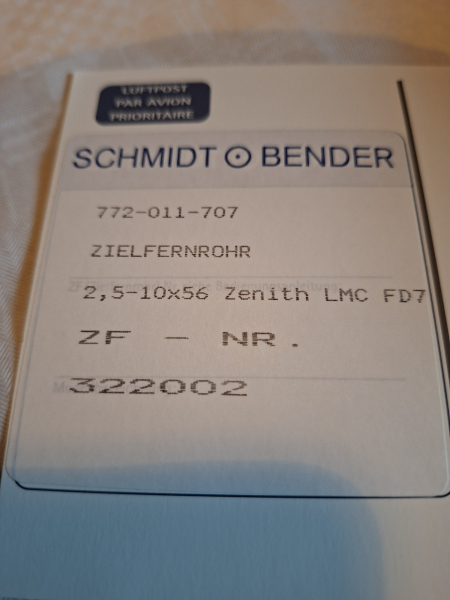 LUFTPOST
PAR AVION
PRIORITAIRE
SCHMIDT BENDER
772-011-707
ZIELFERNROHR
2,5-10x56 Zenith LMC FD7
ZF - NR.
322002